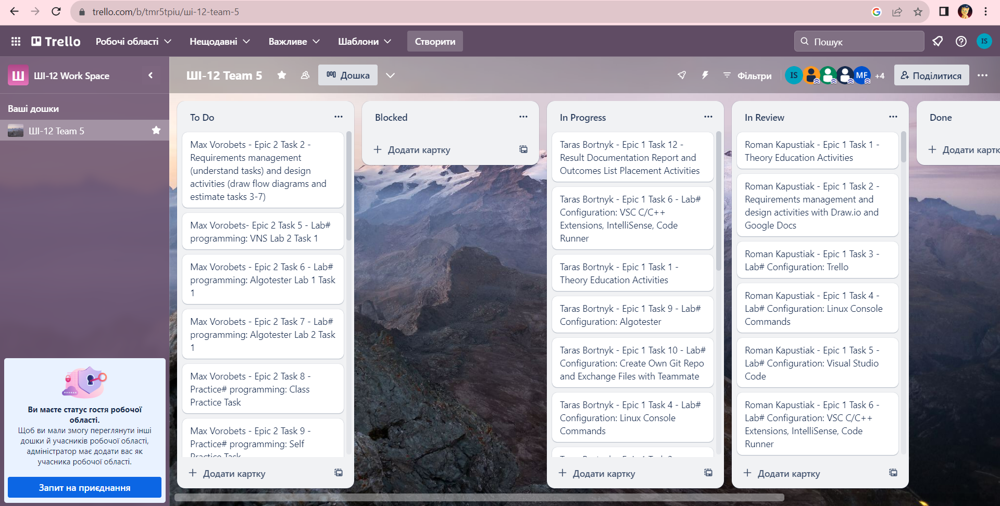 trello.com/b/tmr5tpiu/ші-12-team-5
Trello
Робочі області
Нещодавні
Важливе
Шаблони
Створити
Пошук
IS
Ш
ШІ-12 Work Space
ШІ-12 Team 5
Дошка
Фільтри
IS
MF
+4
Поділитися
Ваші дошки
ШІ-12 Team 5
Ви маєте статус гостя робочої
області.
Щоб ви мали змогу переглянути інші
дошки й учасників робочої області,
адміністратор має додати вас як
учасника робочої області.
Запит на приєднання
To Do
Max Vorobets - Epic 2 Task 2 -
Requirements management
(understand tasks) and design
activities (draw flow diagrams and
estimate tasks 3-7)
Max Vorobets- Epic 2 Task 5 - Lab#
programming: VNS Lab 2 Task 1
Max Vorobets - Epic 2 Task 6 - Lab#
programming: Algotester Lab 1 Task
1
Max Vorobets - Epic 2 Task 7 - Lab#
programming: Algotester Lab 2 Task
1
Max Vorobets - Epic 2 Task 8 -
Practice# programming: Class
Practice Task
Max Vorobets - Epic 2 Task 9 -
Practice# programming: Self
Practice Task
+ Додати картку
Blocked
+ Додати картку
In Progress
Taras Bortnyk - Epic 1 Task 12 -
Result Documentation Report and
Outcomes List Placement Activities
Taras Bortnyk - Epic 1 Task 6 - Lab#
Configuration: VSC C/C++
Extensions, IntelliSense, Code
Runner
Taras Bortnyk - Epic 1 Task 1 -
Theory Education Activities
Taras Bortnyk - Epic 1 Task 9 - Lab#
Configuration: Algotester
Taras Bortnyk - Epic 1 Task 10 - Lab#
Configuration: Create Own Git Repo
and Exchange Files with Teammate
Taras Bortnyk - Epic 1 Task 4 - Lab#
Configuration: Linux Console
Commands
+ Додати картку
In Review
Roman Kapustiak - Epic 1 Task 1 -
Theory Education Activities
Roman Kapustiak - Epic 1 Task 2 -
Requirements management and
design activities with Draw.io and
Google Docs
Roman Kapustiak - Epic 1 Task 3 -
Lab# Configuration: Trello
Roman Kapustiak - Epic 1 Task 4 -
Lab# Configuration: Linux Console
Commands
Roman Kapustiak - Epic 1 Task 5 -
Lab# Configuration: Visual Studio
Code
Roman Kapustiak - Epic 1 Task 6 -
Lab# Configuration: VSC C/C++
Extensions, IntelliSense, Code
Runner
+ Додати картку
Done
+ Додати картк